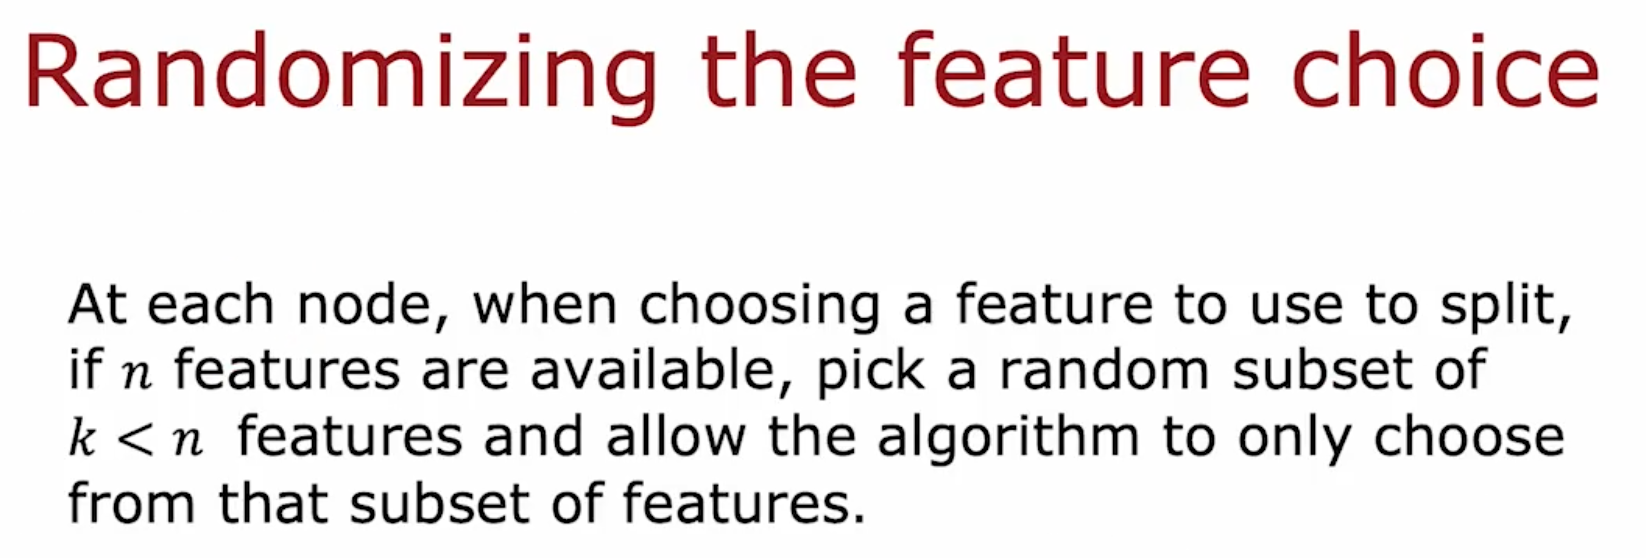 Randomizing the feature choice
At each node, when choosing a feature to use to split,
if n features are available, pick a random subset of
k < n features and allow the algorithm to only choose
from that subset of features.